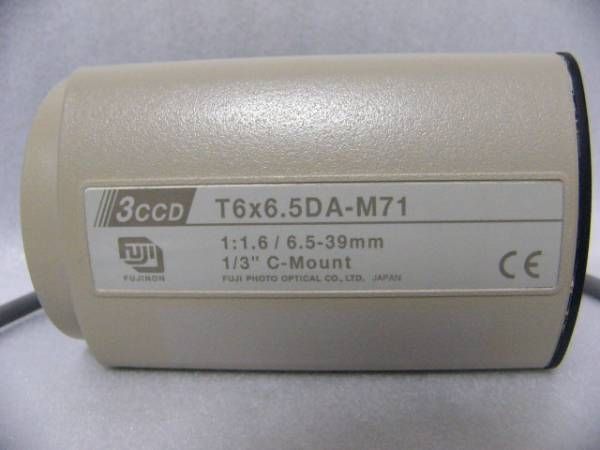 3CCD T6x6.5DA-M71
FUJI
FUJINON
1:1.6 / 6.5-39mm
1/3" C-Mount
FUJI PHOTO OPTICAL CO., LTD. JAPAN
CE